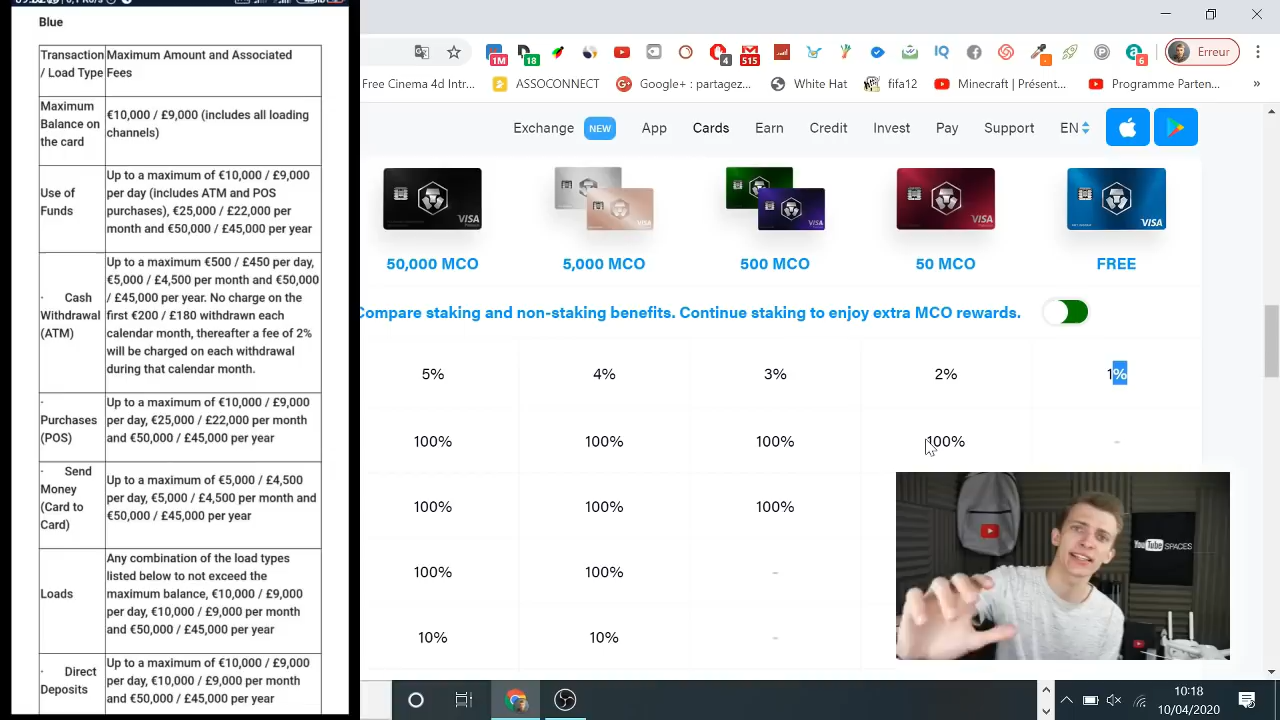 Blue
Transaction / Load Type
Maximum Amount and Associated Fees
Maximum Balance on the card
€10,000 / £9,000 (includes all loading channels)
Use of Funds
Up to a maximum of €10,000 / £9,000
per day (includes ATM and POS
purchases), €25,000 / £22,000 per
month and €50,000 / £45,000 per year
· Cash
Withdrawal
(ATM)
Up to a maximum €500 / £450 per day,
€5,000 / £4,500 per month and €50,000
/ £45,000 per year. No charge on the
first €200 / £180 withdrawn each
calendar month, thereafter a fee of 2%
will be charged on each withdrawal
during that calendar month.
·
Purchases
(POS)
Up to a maximum of €10,000 / £9,000
per day, €25,000 / £22,000 per month
and €50,000 / £45,000 per year
· Send
Money
(Card to
Card)
Up to a maximum of €5,000 / £4,500
per day, €5,000 / £4,500 per month and
€50,000 / £45,000 per year
Loads
Any combination of the load types
listed below to not exceed the
maximum balance, €10,000 / £9,000
per day, €10,000 / £9,000 per month
and €50,000 / £45,000 per year
· Direct
Deposits
Up to a maximum of €10,000 / £9,000
per day, €10,000 / £9,000 per month
and €50,000 / £45,000 per year
1M
18
4
515
IQ
6
Erreur
Free Cinema 4d Intr...
ASSOCONNECT
Google+ : partagez...
White Hat
fifa12
Minecraft | Présent...
Programme Parten...
»
Exchange NEW App Cards Earn Credit Invest Pay Support EN
VISA
VISA
VISA
VISA
VISA
50,000 MCO 5,000 MCO 500 MCO 50 MCO FREE
Compare staking and non-staking benefits. Continue staking to enjoy extra MCO rewards.
5% 4% 3% 2% 1%
100% 100% 100% 100% -
100% 100% 100%
100% 100% -
10% 10% -
YouTube SPACES
10:18
10/04/2020